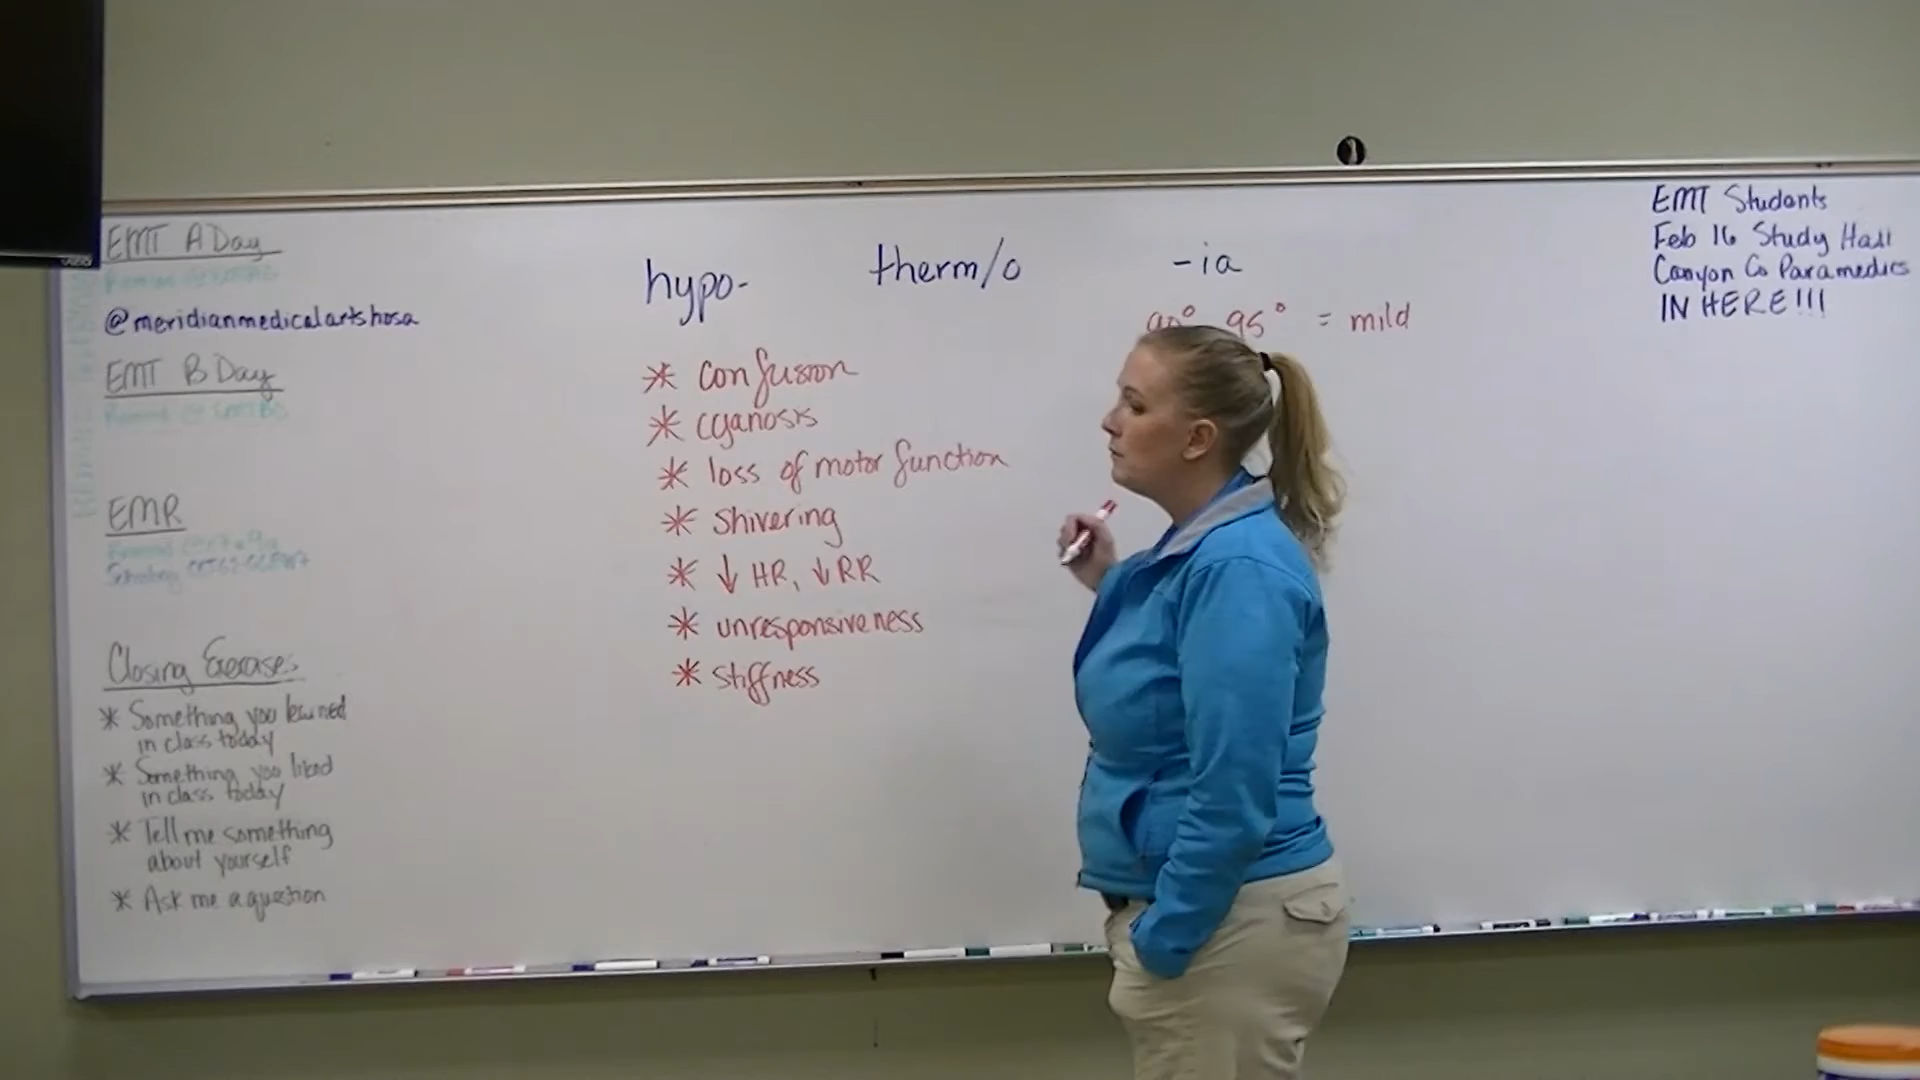 EMT A Day
@meridianmedicalartshosa
EMT B Day
EMR
Closing Exercises
* Something you learned
in class today
* Something you liked
in class today
* Tell me something
about yourself
* Ask me a question
hypo- therm/o -ia
95° = mild
* confusion
* cyanosis
* loss of motor function
* shivering
* ↓ HR, ↓ RR
* unresponsiveness
* stiffness
EMT Students
Feb 16 Study Hall
Canyon Co Paramedics
IN HERE!!!